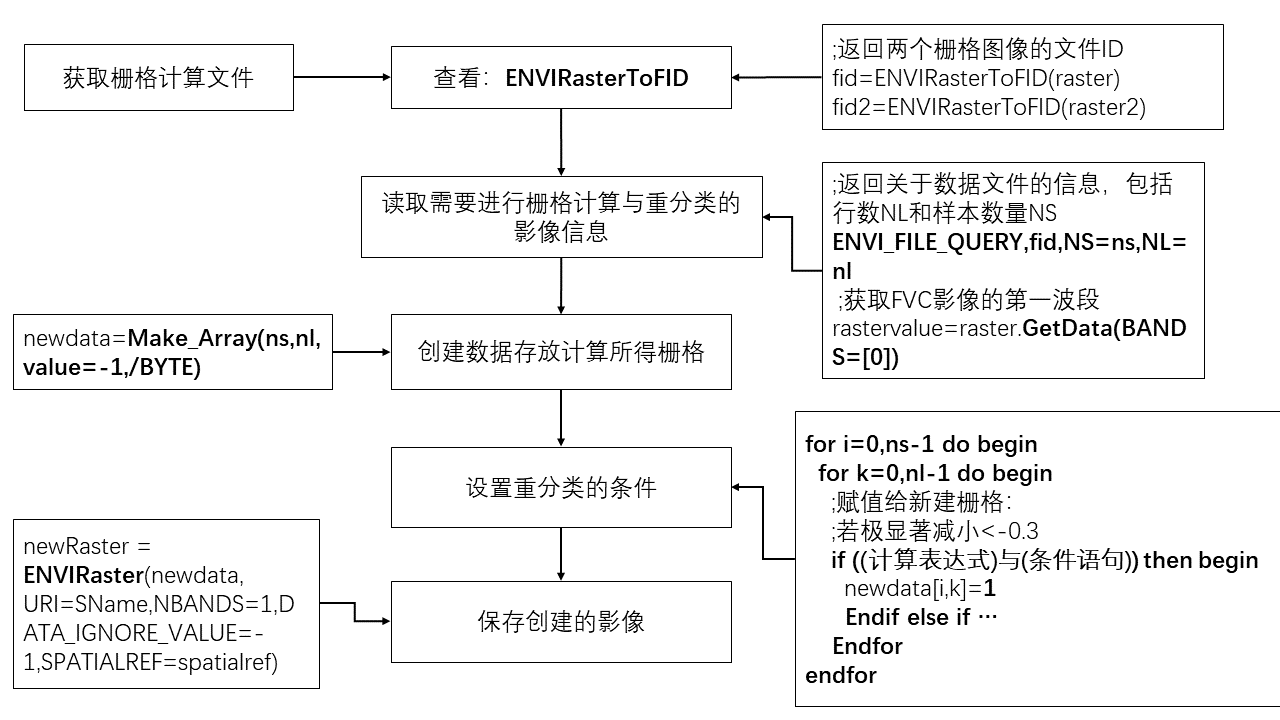 获取栅格计算文件
查看：ENVIRasterToFID
;返回两个栅格图像的文件ID
fid=ENVIRasterToFID(raster)
fid2=ENVIRasterToFID(raster2)
读取需要进行栅格计算与重分类的
影像信息
;返回关于数据文件的信息，包括
行数NL和样本数量NS
ENVI_FILE_QUERY,fid,NS=ns,NL=
nl
;获取FVC影像的第一波段
rastervalue=raster.GetData(BAND
S=[0])
newdata=Make_Array(ns,nl,
value=-1,/BYTE)
创建数据存放计算所得栅格
设置重分类的条件
for i=0,ns-1 do begin
for k=0,nl-1 do begin
;赋值给新建栅格：
;若极显著减小<-0.3
if ((计算表达式)与(条件语句)) then begin
newdata[i,k]=1
Endif else if …
Endfor
endfor
newRaster =
ENVIRaster(newdata,
URI=SName,NBANDS=1,D
ATA_IGNORE_VALUE=-
1,SPATIALREF=spatialref)
保存创建的影像